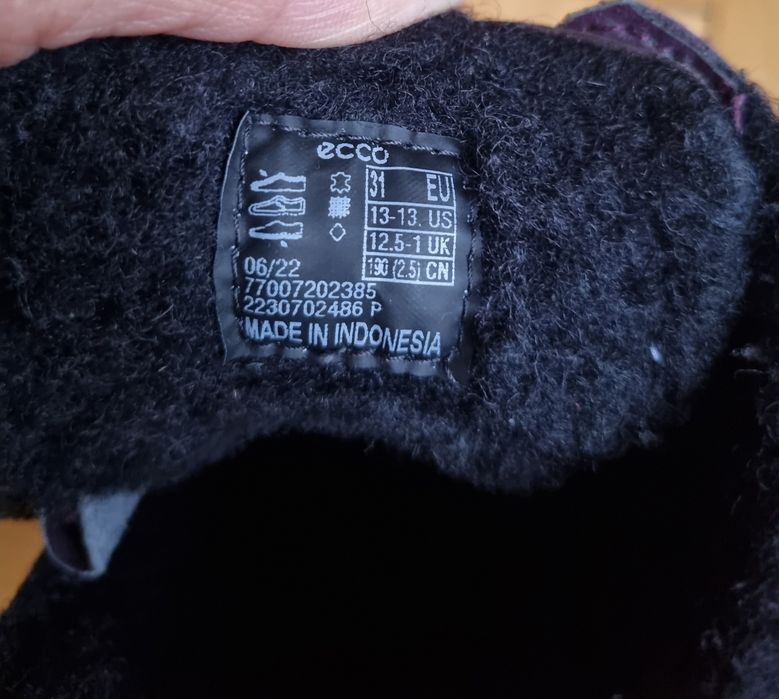 ecco
31 EU
13-13. US
12.5-1 UK
190 (2.5) CN
06/22
77007202385
2230702486 P
MADE IN INDONESIA